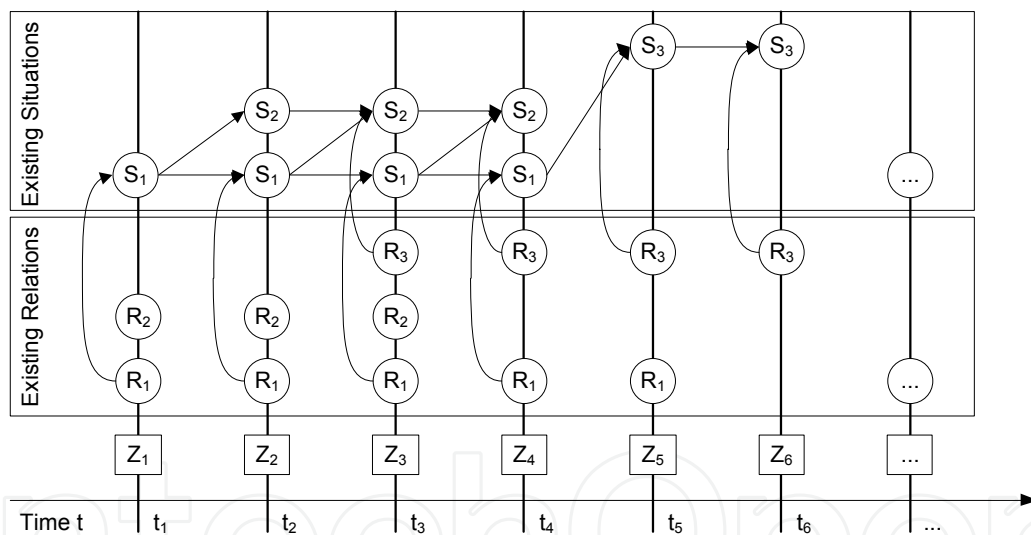 Existing Situations
S3 S3
S2 S2 S2
S1 S1 S1 S1 ...
Existing Relations
R3 R3 R3 R3
R2 R2 R2
R1 R1 R1 R1 R1 ...
Z1 Z2 Z3 Z4 Z5 Z6 ...
Time t t1 t2 t3 t4 t5 t6 ...